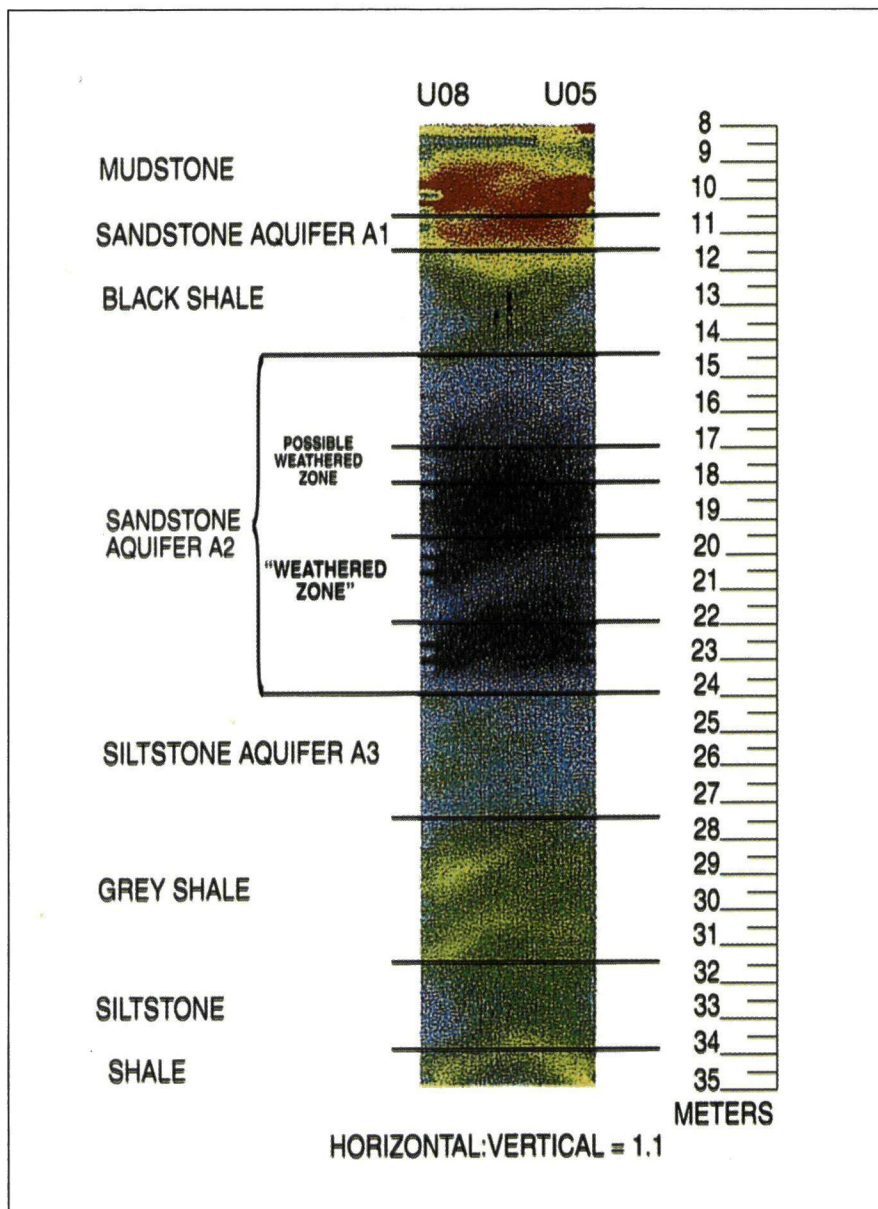 U08 U05
MUDSTONE
SANDSTONE AQUIFER A1
BLACK SHALE
POSSIBLE
WEATHERED
ZONE
SANDSTONE
AQUIFER A2
"WEATHERED
ZONE"
SILTSTONE AQUIFER A3
GREY SHALE
SILTSTONE
SHALE
8
9
10
11
12
13
14
15
16
17
18
19
20
21
22
23
24
25
26
27
28
29
30
31
32
33
34
35
METERS
HORIZONTAL:VERTICAL = 1.1